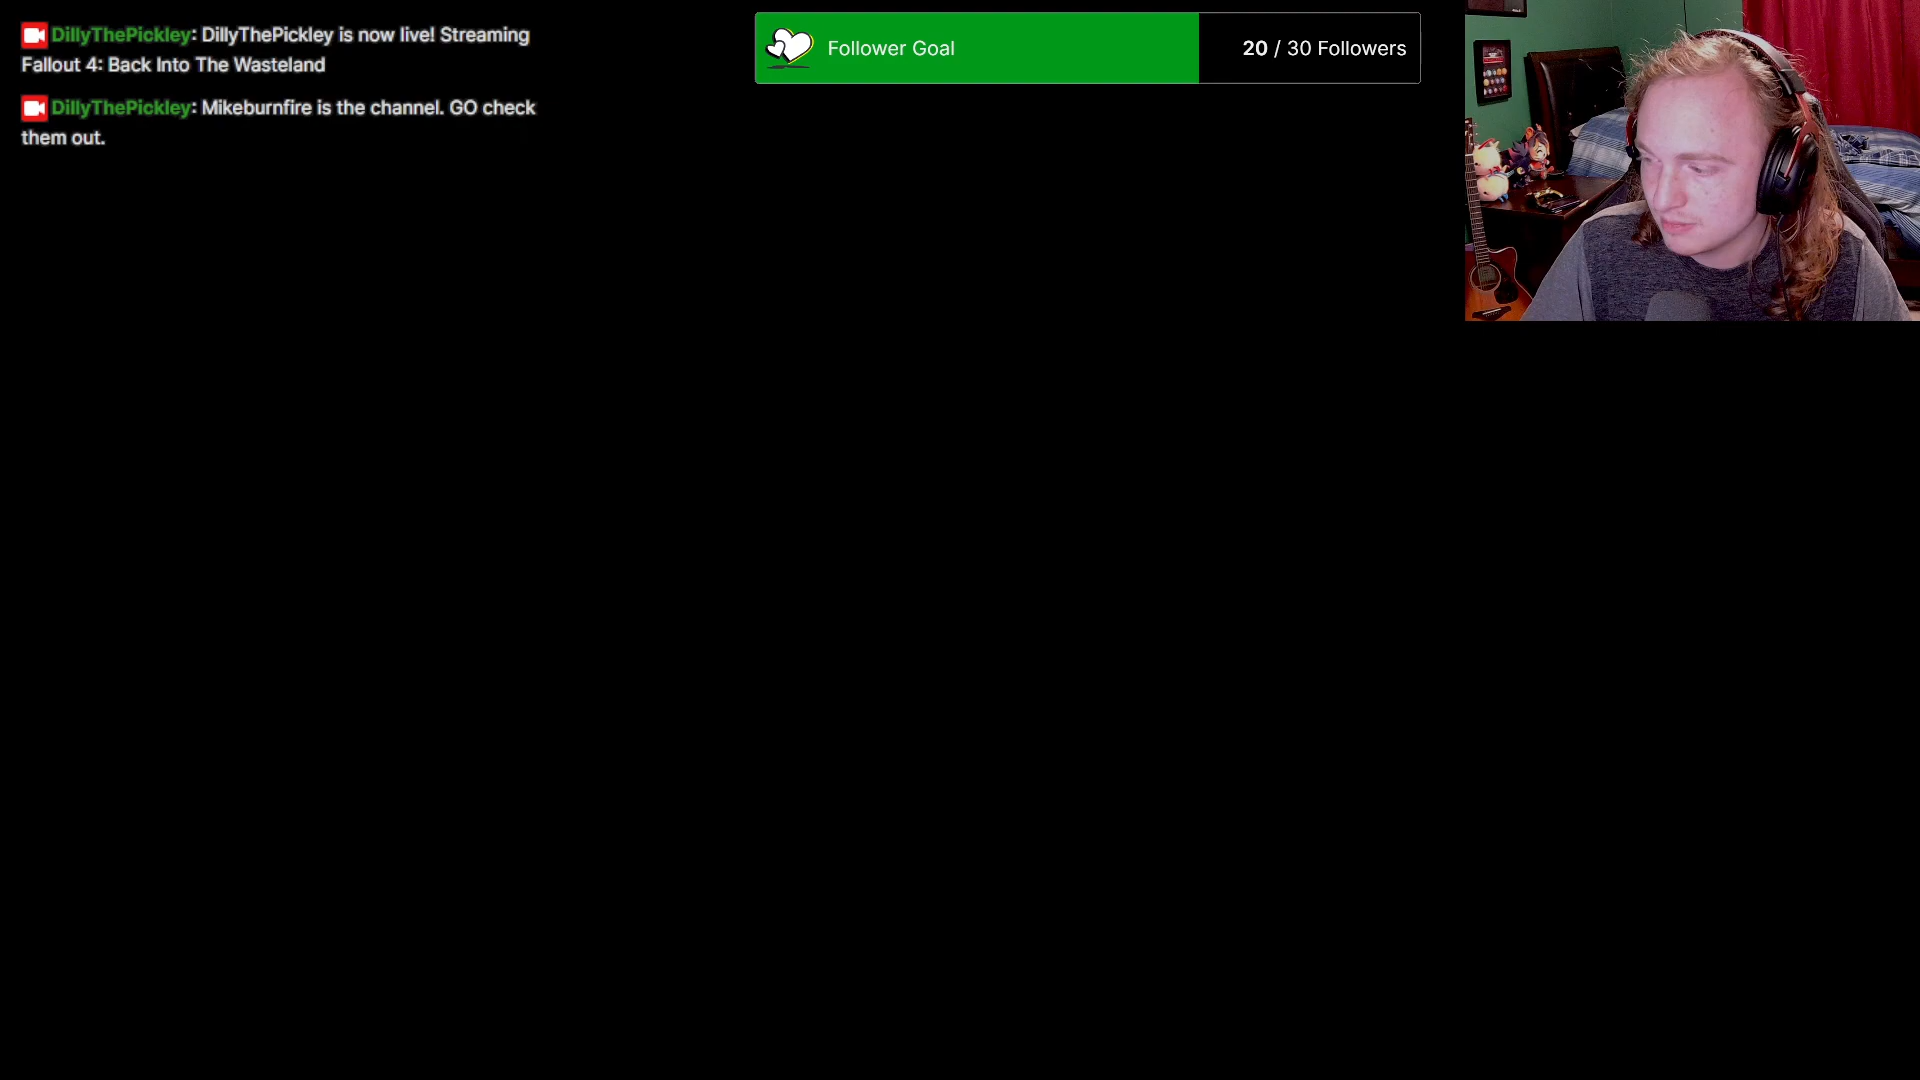 DillyThePickley: DillyThePickley is now live! Streaming
Fallout 4: Back Into The Wasteland
DillyThePickley: Mikeburnfire is the channel. GO check
them out.
Follower Goal
20 / 30 Followers